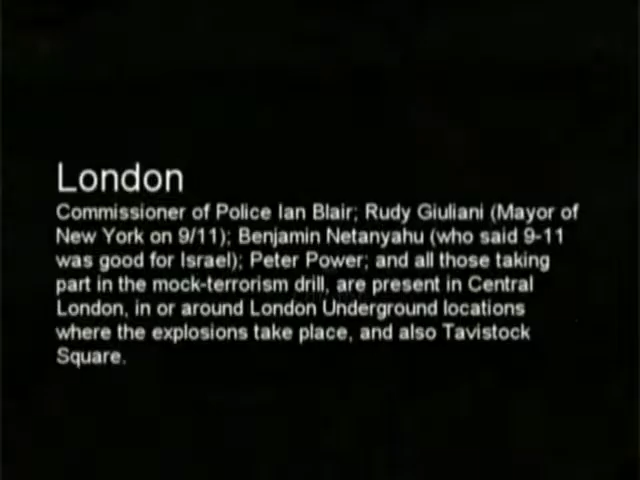 London
Commissioner of Police Ian Blair; Rudy Giuliani (Mayor of
New York on 9/11); Benjamin Netanyahu (who said 9-11
was good for Israel); Peter Power; and all those taking
part in the mock-terrorism drill, are present in Central
London, in or around London Underground locations
where the explosions take place, and also Tavistock
Square.